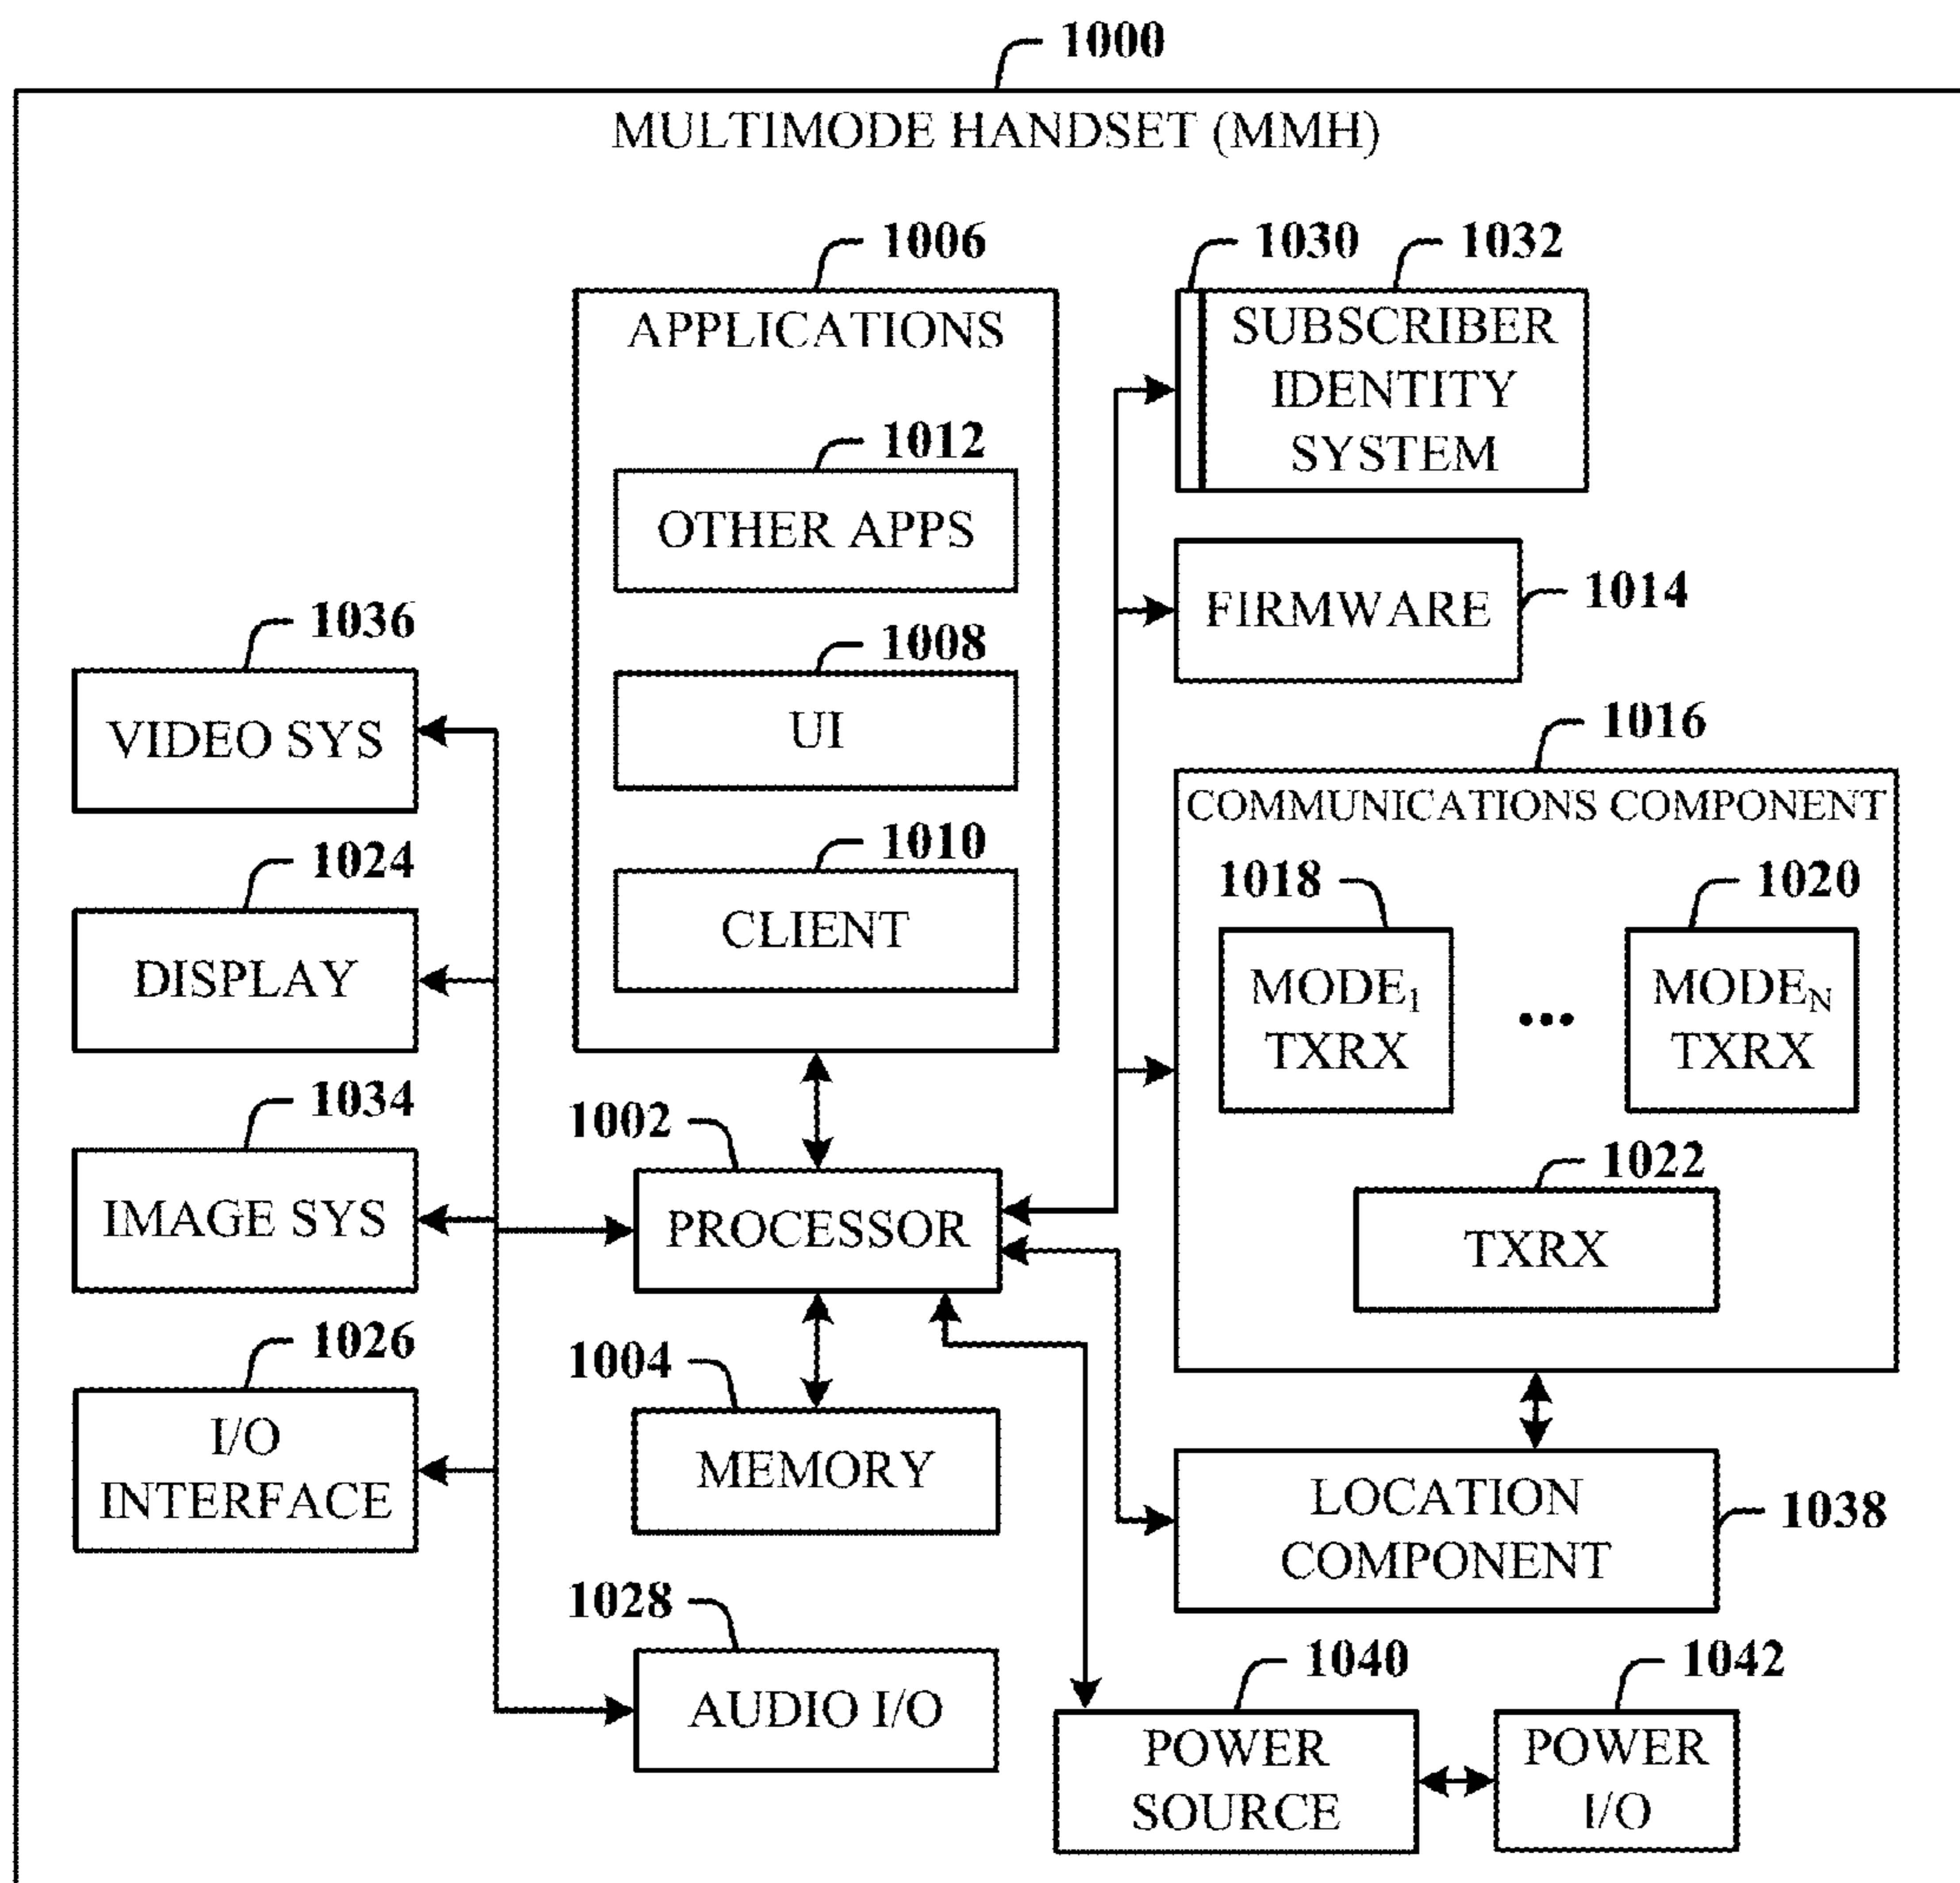 1000
MULTIMODE HANDSET (MMH)
1006
APPLICATIONS
1012
OTHER APPS
1008
UI
1010
CLIENT
1030
1032
SUBSCRIBER
IDENTITY
SYSTEM
FIRMWARE
1014
1036
VIDEO SYS
1024
DISPLAY
1034
IMAGE SYS
1026
I/O
INTERFACE
1016
COMMUNICATIONS COMPONENT
1018
MODE1
TXRX
...
1020
MODEN
TXRX
1022
TXRX
1002
PROCESSOR
1004
MEMORY
LOCATION
COMPONENT
1038
1028
AUDIO I/O
1040
POWER
SOURCE
1042
POWER
I/O